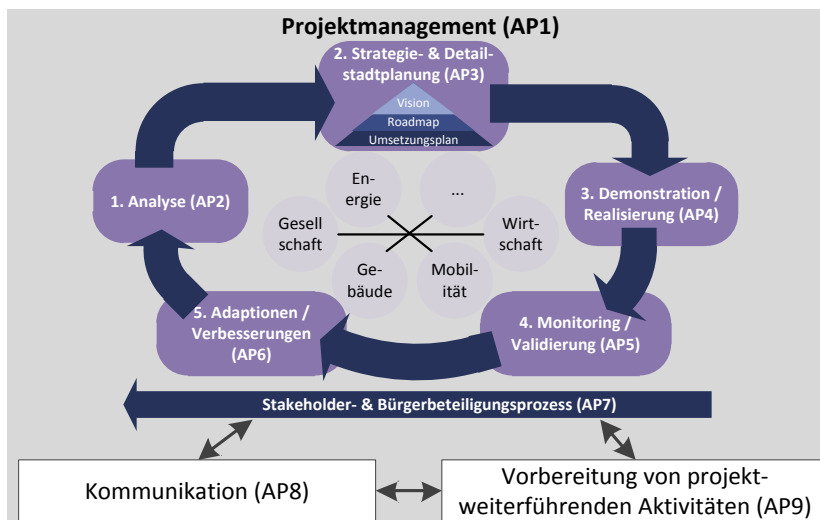 Projektmanagement (AP1)
2. Strategie- & Detail-
stadtplanung (AP3)
Vision
Roadmap
Umsetzungsplan
1. Analyse (AP2)
3. Demonstration /
Realisierung (AP4)
En-
ergie
...
Gesell
schaft
Wirt-
schaft
Ge-
bäude
Mobil-
ität
5. Adaptionen /
Verbesserungen
(AP6)
4. Monitoring /
Validierung (AP5)
Stakeholder- & Bürgerbeteiligungsprozess (AP7)
Kommunikation (AP8)
Vorbereitung von projekt-
weiterführenden Aktivitäten (AP9)